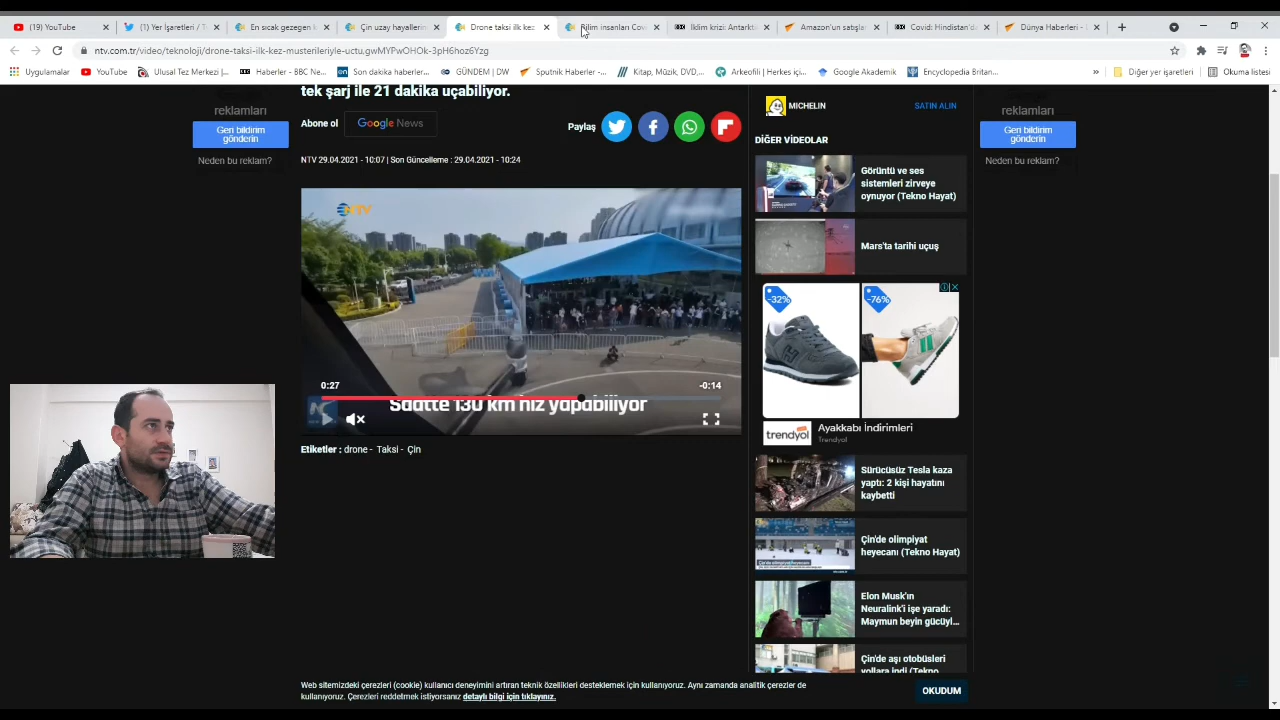 (19) YouTube
(1) Yer İşaretleri / T
En sıcak gezegen k
Çin uzay hayallerin
Drone taksi ilk kez
Bilim insanları Cov
İklim krizi: Antarkt
Amazon'un satışla
Covid: Hindistan'da
Dünya Haberleri -
ntv.com.tr/video/teknoloji/drone-taksi-ilk-kez-musterileriyle-uctu,gwMYPwOHOk-3pH6hoz6Yzg
Uygulamalar
YouTube
Ulusal Tez Merkezi |...
Haberler - BBC Ne...
Son dakika haberler...
GÜNDEM | DW
Sputnik Haberler -...
Kitap, Müzik, DVD,...
Arkeofili | Herkes içi...
Google Akademik
Encyclopedia Britan...
»
Diğer yer işaretleri
Okuma listesi
reklamları
Geri bildirim
gönderin
Neden bu reklam?
tek şarj ile 21 dakika uçabiliyor.
Abone ol
Google News
Paylaş
NTV 29.04.2021 - 10:07 | Son Güncelleme : 29.04.2021 - 10:24
NTV
0:27
-0:14
Saatte 130 km hız yapabiliyor
Etiketler : drone - Taksi - Çin
MICHELIN
SATIN ALIN
DİĞER VİDEOLAR
Görüntü ve ses
sistemleri zirveye
oynuyor (Tekno Hayat)
Mars'ta tarihi uçuş
-32%
-76%
trendyol
Ayakkabı İndirimleri
Trendyol
Sürücüsüz Tesla kaza
yaptı: 2 kişi hayatını
kaybetti
Çin'de olimpiyat
heyecanı (Tekno Hayat)
Elon Musk'ın
Neuralink'i işe yaradı:
Maymun beyin gücüyl...
Çin'de aşı otobüsleri
yollara indi (Tekno
reklamları
Geri bildirim
gönderin
Neden bu reklam?
Web sitemizdeki çerezleri (cookie) kullanıcı deneyimini artıran teknik özellikleri desteklemek için kullanıyoruz. Aynı zamanda analitik çerezler de
kullanıyoruz. Çerezleri reddetmek istiyorsanız detaylı bilgi için tıklayınız.
OKUDUM